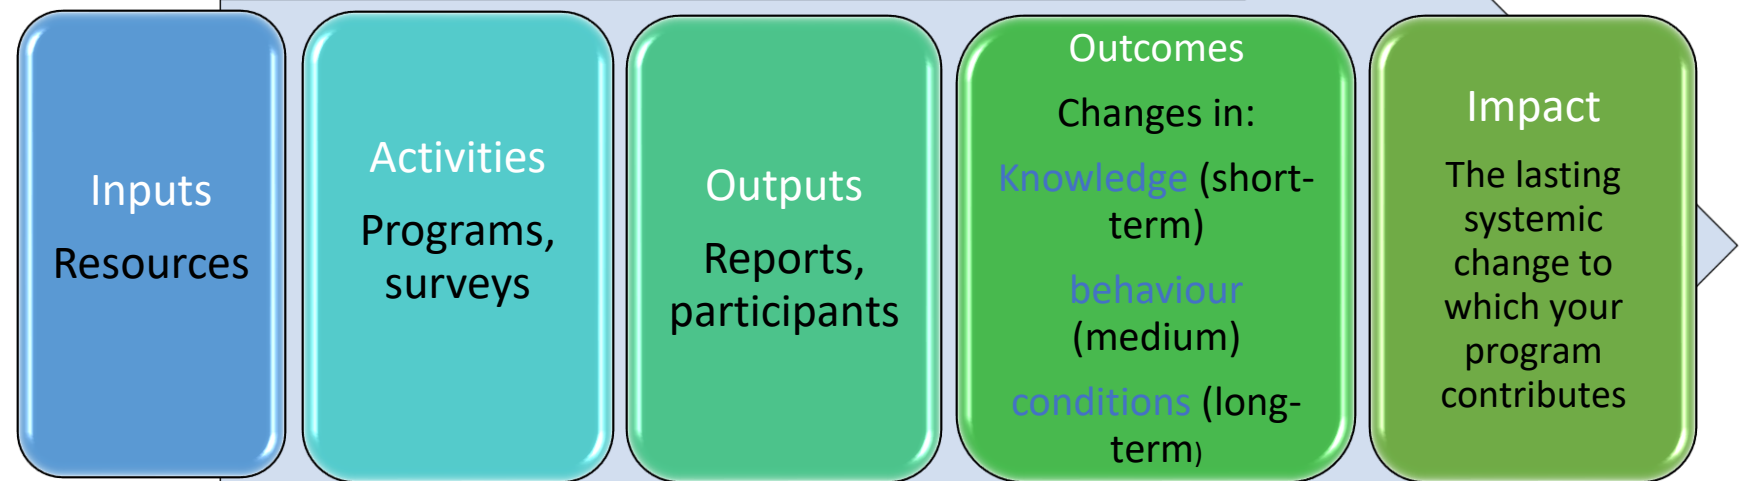 Inputs
Resources
Activities
Programs,
surveys
Outputs
Reports,
participants
Outcomes
Changes in:
Knowledge (short-
term)
behaviour
(medium)
conditions (long-
term)
Impact
The lasting
systemic
change to
which your
program
contributes